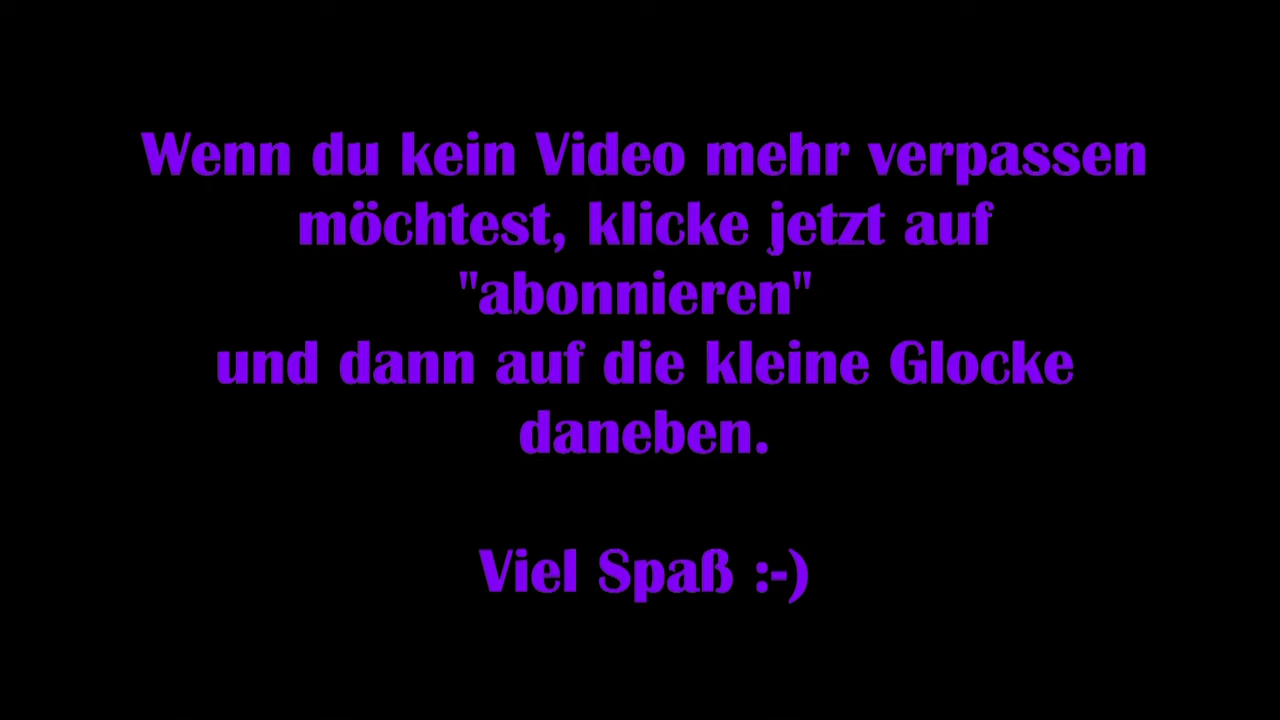 Wenn du kein Video mehr verpassen
möchtest, klicke jetzt auf
"abonnieren"
und dann auf die kleine Glocke
daneben.
Viel Spaß :-)